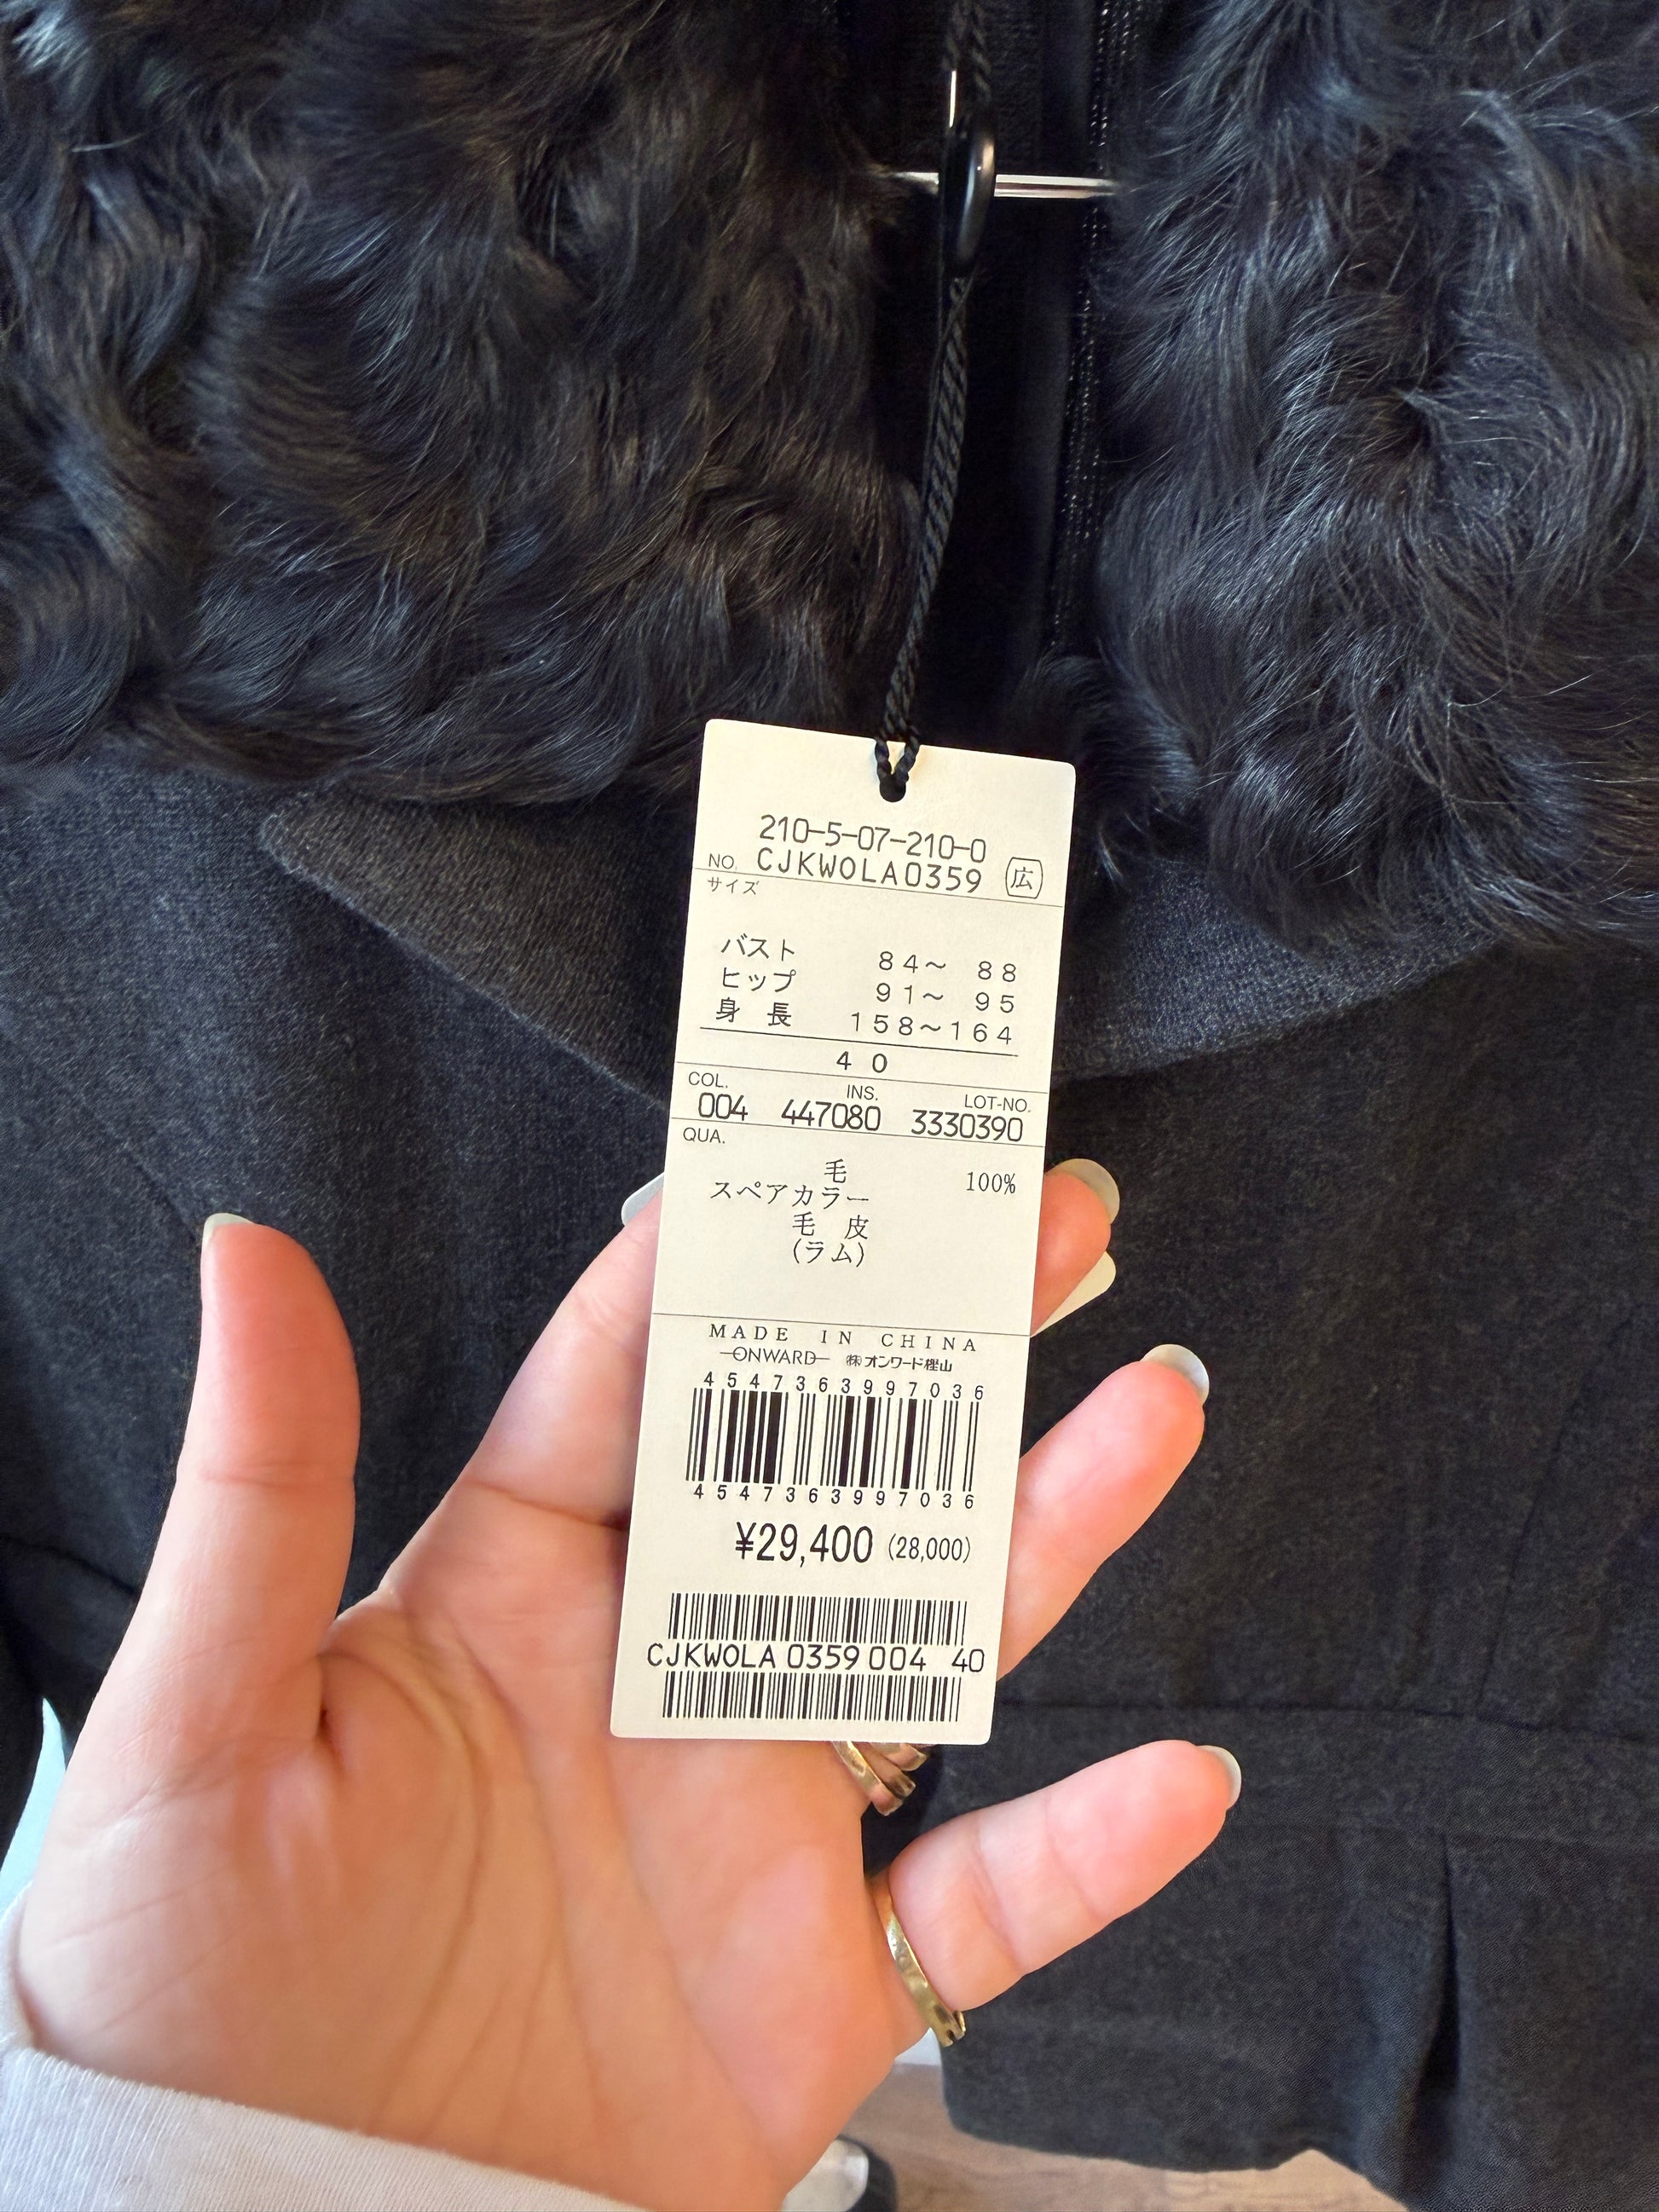 210-5-07-210-0
NO. CJKWOLA0359 広
サイズ
バスト 84〜 88
ヒップ 91〜 95
身 長 158〜164
40
COL. INS. LOT-NO.
004 447080 3330390
QUA.
毛 100%
スペアカラー
毛 皮
(ラム)
MADE IN CHINA
ONWARD ㈱オンワード樫山
4547363997036
4547363997036
¥29,400 (28,000)
CJKWOLA 0359 004 40